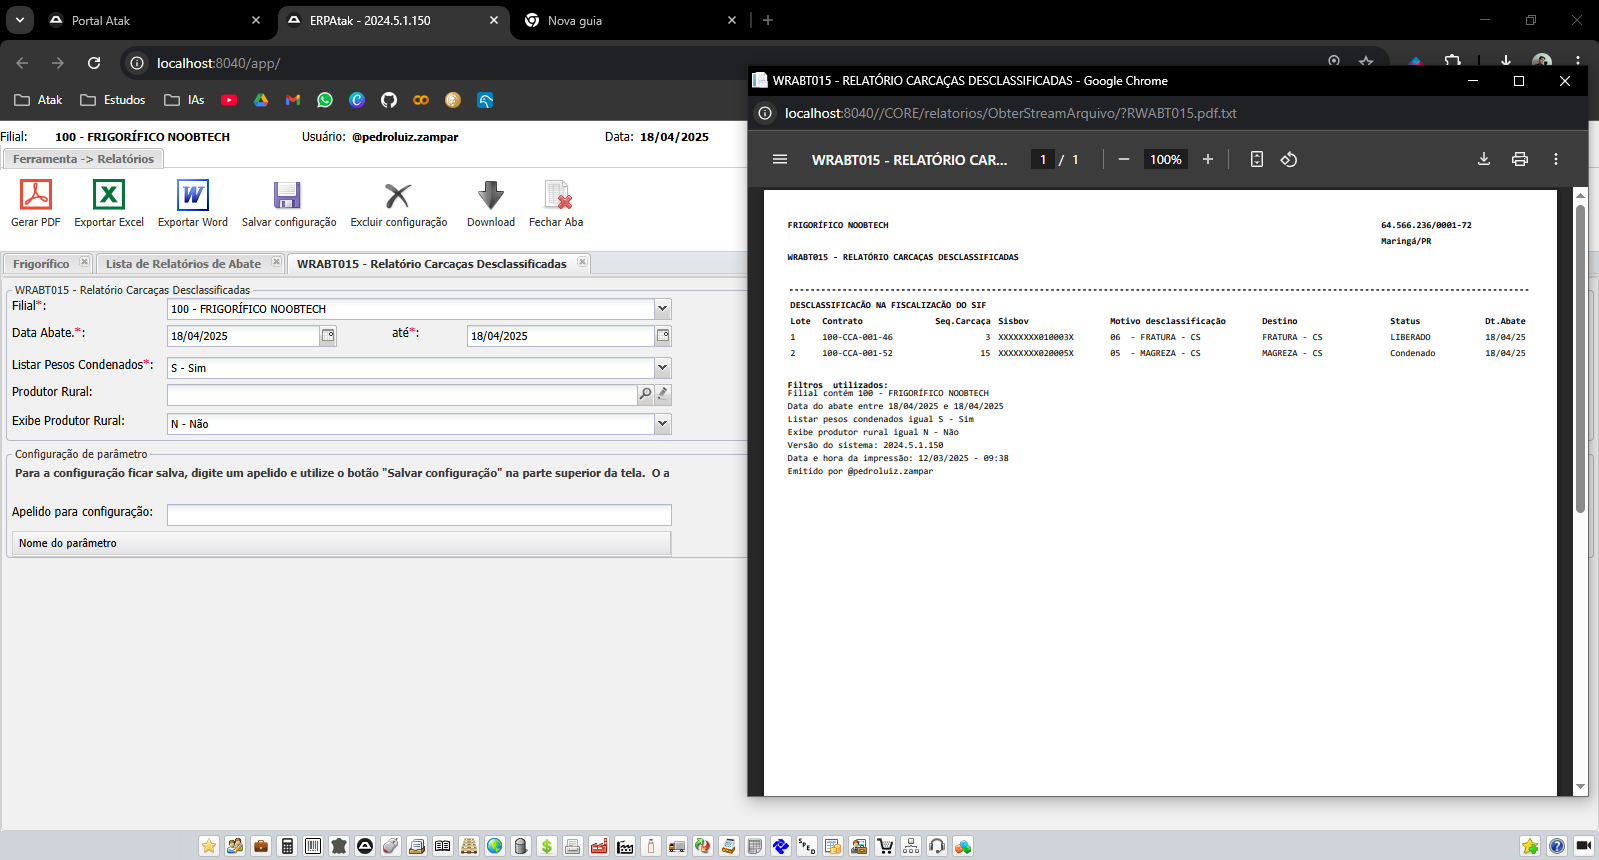 Portal Atak
ERPAtak - 2024.5.1.150
Nova guia
localhost:8040/app/
Atak
Estudos
IAs
Filial: 100 - FRIGORÍFICO NOOBTECH Usuário: @pedroluiz.zampar Data: 18/04/2025
Ferramenta -> Relatórios
Gerar PDF
Exportar Excel
Exportar Word
Salvar configuração
Excluir configuração
Download
Fechar Aba
Frigorífico
Lista de Relatórios de Abate
WRABT015 - Relatório Carcaças Desclassificadas
WRABT015 - Relatório Carcaças Desclassificadas
Filial*: 100 - FRIGORÍFICO NOOBTECH
Data Abate.*: 18/04/2025 até*: 18/04/2025
Listar Pesos Condenados*: S - Sim
Produtor Rural:
Exibe Produtor Rural: N - Não
Configuração de parâmetro
Para a configuração ficar salva, digite um apelido e utilize o botão "Salvar configuração" na parte superior da tela. O a
Apelido para configuração:
Nome do parâmetro
WRABT015 - RELATÓRIO CARCAÇAS DESCLASSIFICADAS - Google Chrome
localhost:8040//CORE/relatorios/ObterStreamArquivo/?RWABT015.pdf.txt
WRABT015 - RELATÓRIO CAR... 1 / 1 100%
FRIGORÍFICO NOOBTECH 64.566.236/0001-72
Maringá/PR
WRABT015 - RELATÓRIO CARCAÇAS DESCLASSIFICADAS
DESCLASSIFICACÃO NA FISCALIZACÃO DO SIF
Lote Contrato Seq.Carcaça Sisbov Motivo desclassificação Destino Status Dt.Abate
1 100-CCA-001-46 3 XXXXXXXX010003X 06 - FRATURA - CS FRATURA - CS LIBERADO 18/04/25
2 100-CCA-001-52 15 XXXXXXXX020005X 05 - MAGREZA - CS MAGREZA - CS Condenado 18/04/25
Filtros utilizados:
Filial contém 100 - FRIGORÍFICO NOOBTECH
Data do abate entre 18/04/2025 e 18/04/2025
Listar pesos condenados igual S - Sim
Exibe produtor rural igual N - Não
Versão do sistema: 2024.5.1.150
Data e hora da impressão: 12/03/2025 - 09:38
Emitido por @pedroluiz.zampar